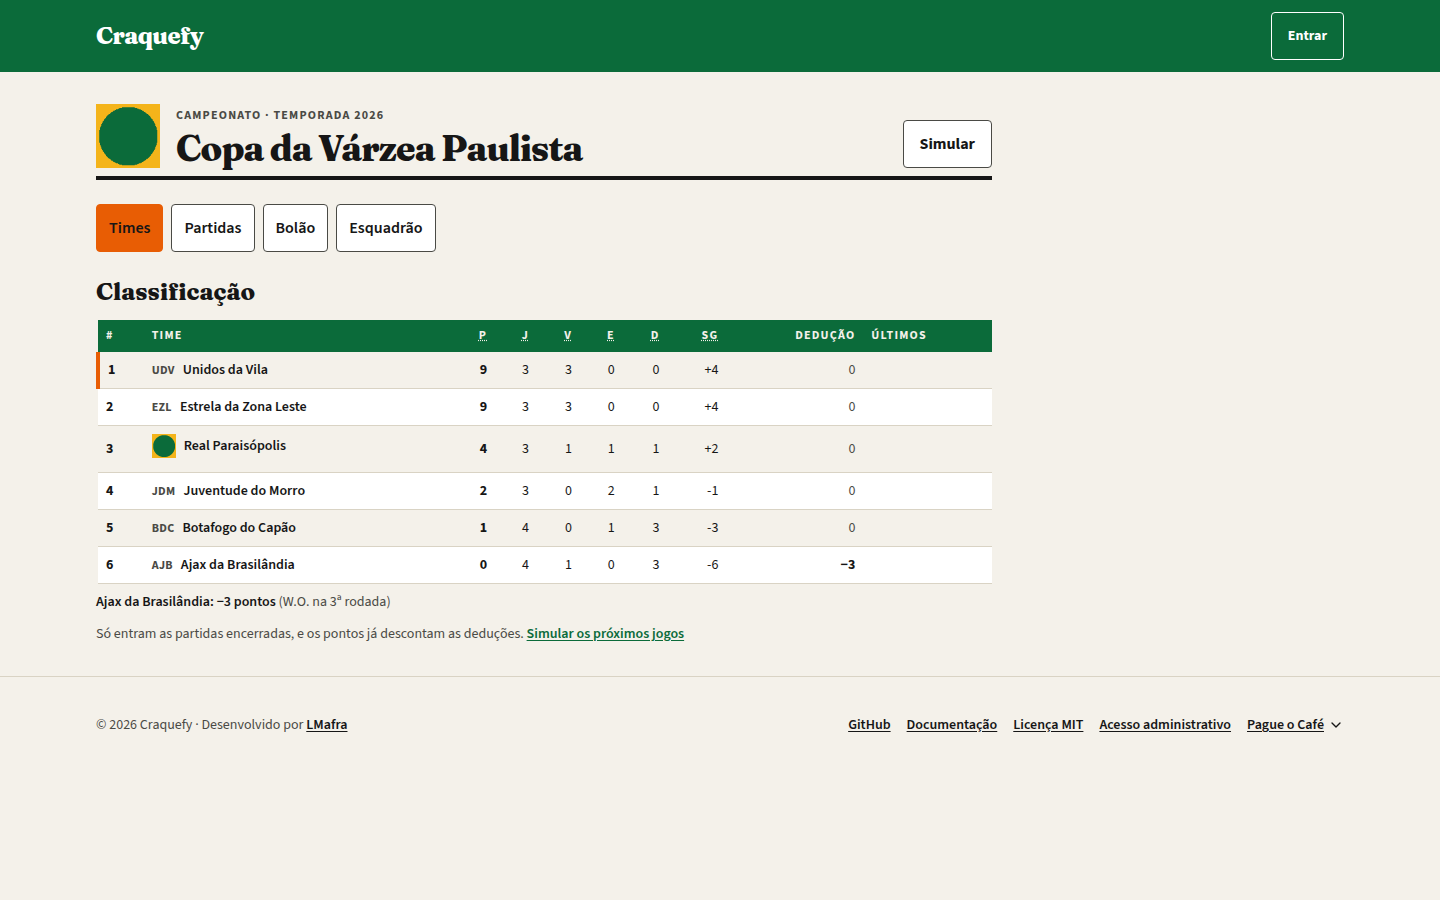 Craquefy
Entrar
CAMPEONATO · TEMPORADA 2026
Copa da Várzea Paulista
Simular
Times Partidas Bolão Esquadrão
Classificação
# TIME P J V E D SG DEDUÇÃO ÚLTIMOS
1 UDV Unidos da Vila 9 3 3 0 0 +4 0
2 EZL Estrela da Zona Leste 9 3 3 0 0 +4 0
3 Real Paraisópolis 4 3 1 1 1 +2 0
4 JDM Juventude do Morro 2 3 0 2 1 -1 0
5 BDC Botafogo do Capão 1 4 0 1 3 -3 0
6 AJB Ajax da Brasilândia 0 4 1 0 3 -6 −3
Ajax da Brasilândia: −3 pontos (W.O. na 3ª rodada)
Só entram as partidas encerradas, e os pontos já descontam as deduções. Simular os próximos jogos
© 2026 Craquefy · Desenvolvido por LMafra
GitHub Documentação Licença MIT Acesso administrativo Pague o Café